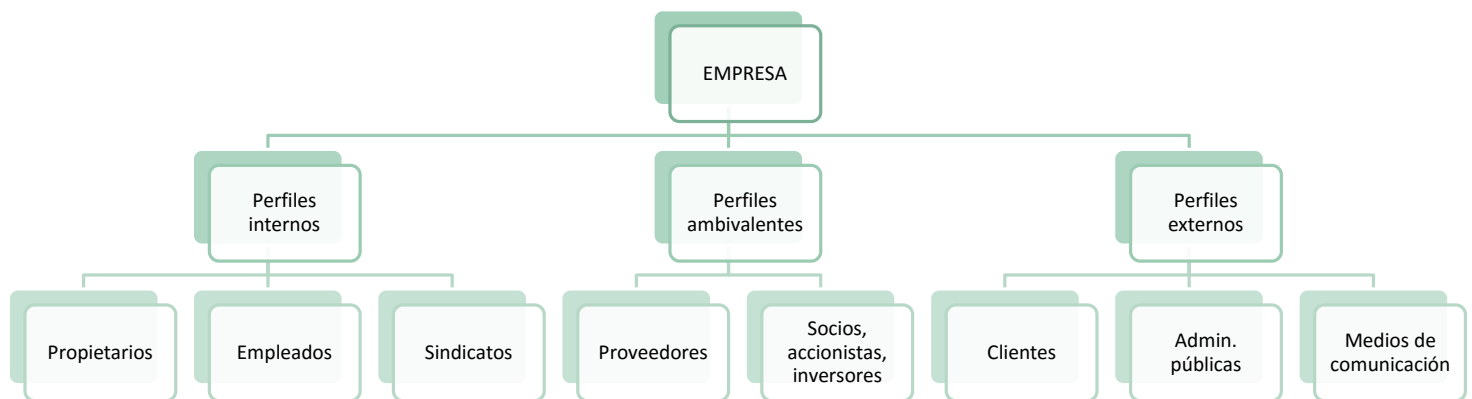 EMPRESA
Perfiles
internos
Perfiles
ambivalentes
Perfiles
externos
Propietarios
Empleados
Sindicatos
Proveedores
Socios,
accionistas,
inversores
Clientes
Admin.
públicas
Medios de
comunicación